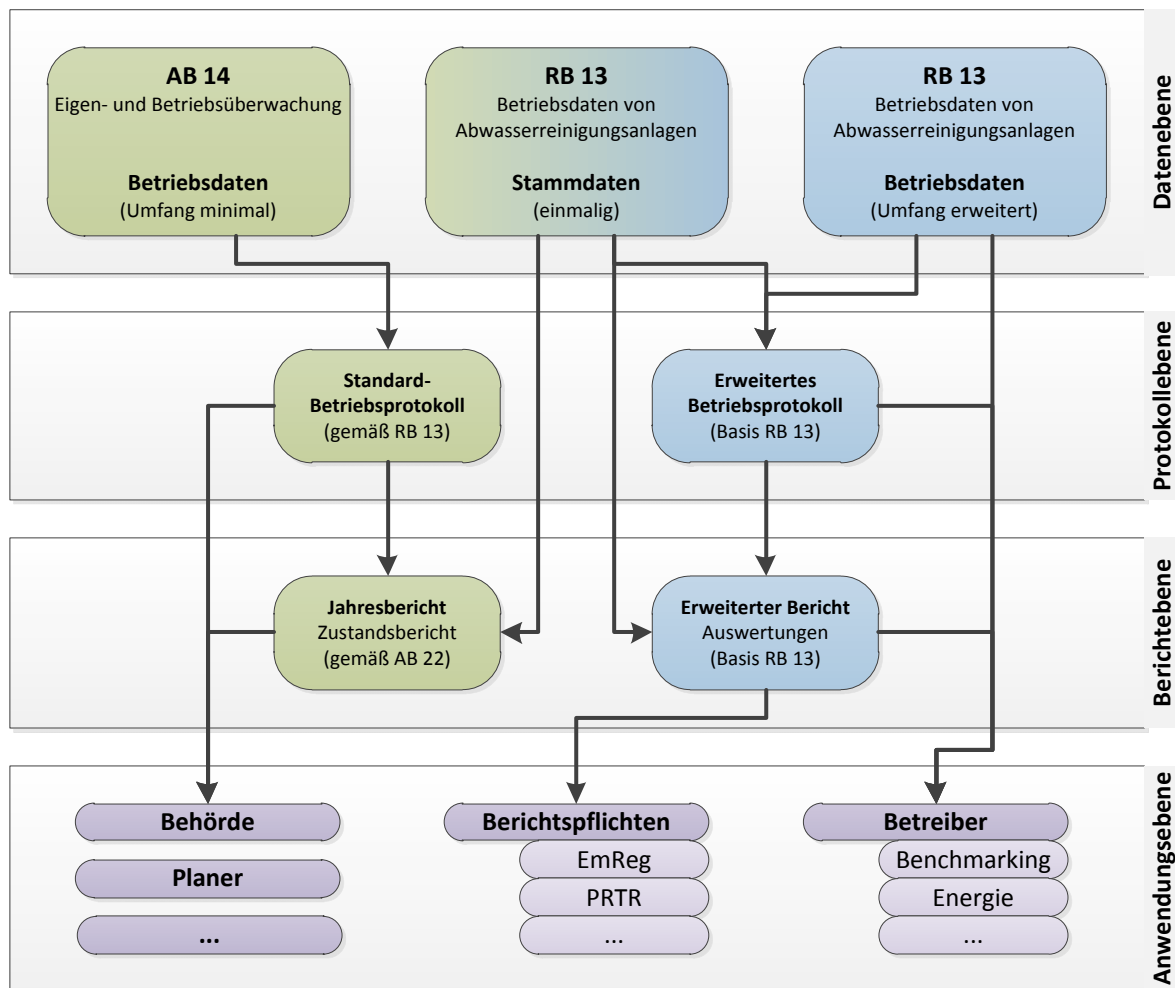 AB 14
Eigen- und Betriebsüberwachung
Betriebsdaten
(Umfang minimal)
RB 13
Betriebsdaten von
Abwasserreinigungsanlagen
Stammdaten
(einmalig)
RB 13
Betriebsdaten von
Abwasserreinigungsanlagen
Betriebsdaten
(Umfang erweitert)
Datenebene
Standard-
Betriebsprotokoll
(gemäß RB 13)
Erweitertes
Betriebsprotokoll
(Basis RB 13)
Protokollebene
Jahresbericht
Zustandsbericht
(gemäß AB 22)
Erweiterter Bericht
Auswertungen
(Basis RB 13)
Berichtebene
Behörde
Planer
...
Berichtspflichten
EmReg
PRTR
...
Betreiber
Benchmarking
Energie
...
Anwendungsebene